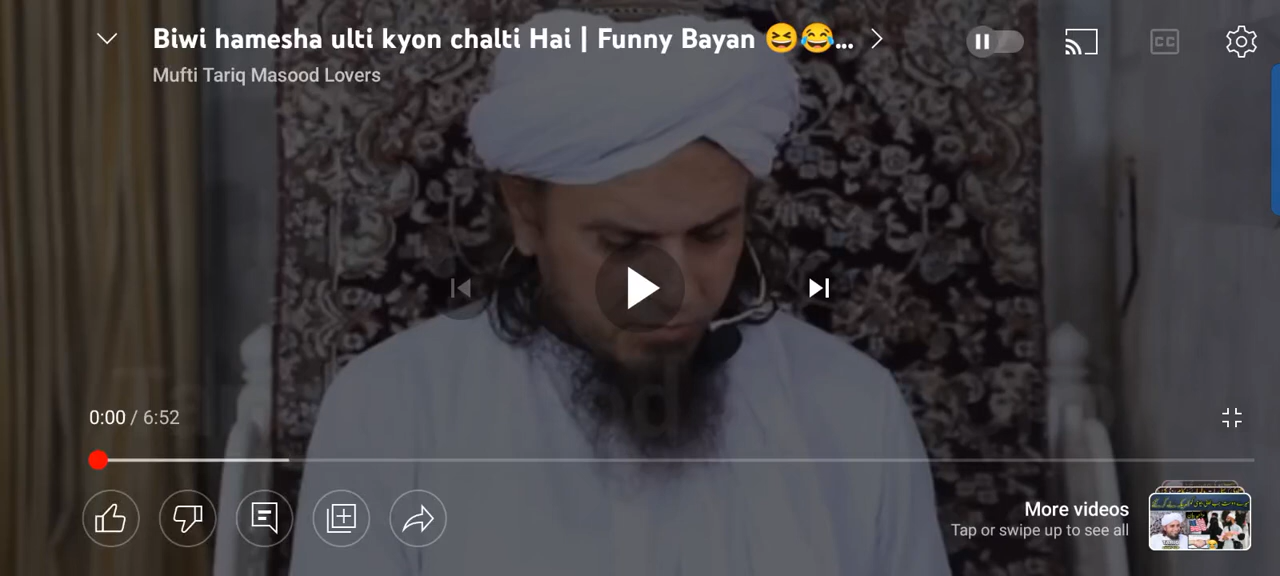 Biwi hamesha ulti kyon chalti Hai | Funny Bayan 😆😂...
Mufti Tariq Masood Lovers
CC
0:00 / 6:52
More videos
Tap or swipe up to see all